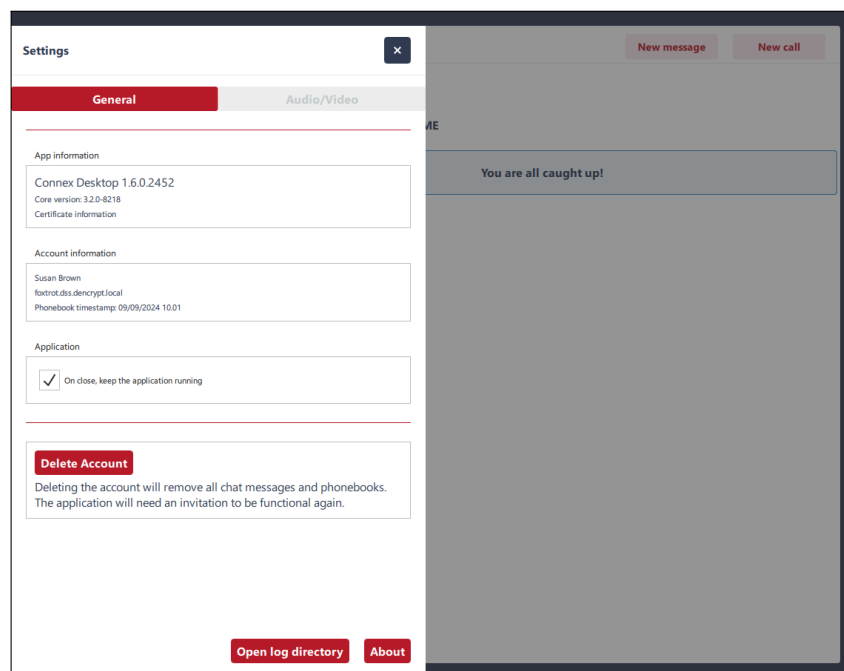 Settings
×
New message
New call
General
Audio/Video
ME
App information
You are all caught up!
Connex Desktop 1.6.0.2452
Core version: 3.2.0-8218
Certificate information
Account information
Susan Brown
foxtrot.dss.dencrypt.local
Phonebook timestamp: 09/09/2024 10.01
Application
On close, keep the application running
Delete Account
Deleting the account will remove all chat messages and phonebooks.
The application will need an invitation to be functional again.
Open log directory
About